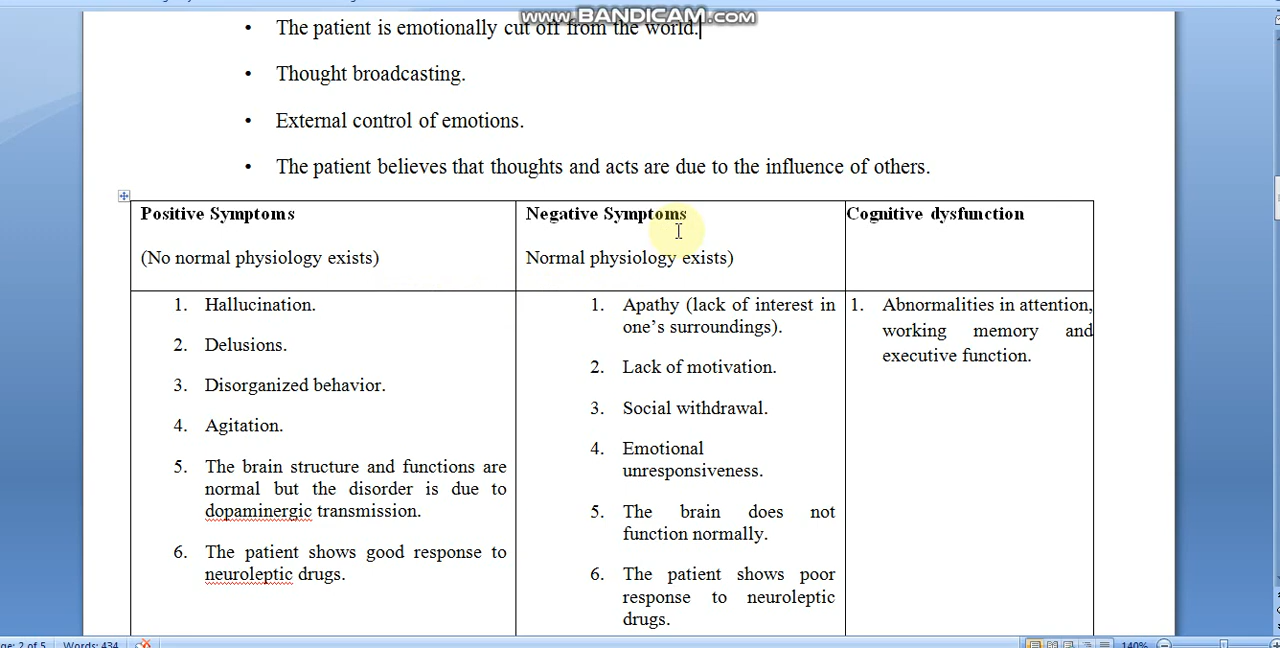 www.BANDICAM.com
• The patient is emotionally cut off from the world.
• Thought broadcasting.
• External control of emotions.
• The patient believes that thoughts and acts are due to the influence of others.
Positive Symptoms
(No normal physiology exists)
Negative Symptoms
Normal physiology exists)
Cognitive dysfunction
1. Hallucination.
2. Delusions.
3. Disorganized behavior.
4. Agitation.
5. The brain structure and functions are
normal but the disorder is due to
dopaminergic transmission.
6. The patient shows good response to
neuroleptic drugs.
1. Apathy (lack of interest in
one’s surroundings).
2. Lack of motivation.
3. Social withdrawal.
4. Emotional
unresponsiveness.
5. The brain does not
function normally.
6. The patient shows poor
response to neuroleptic
drugs.
1. Abnormalities in attention,
working memory and
executive function.
ge: 2 of 5 Words: 434 140%